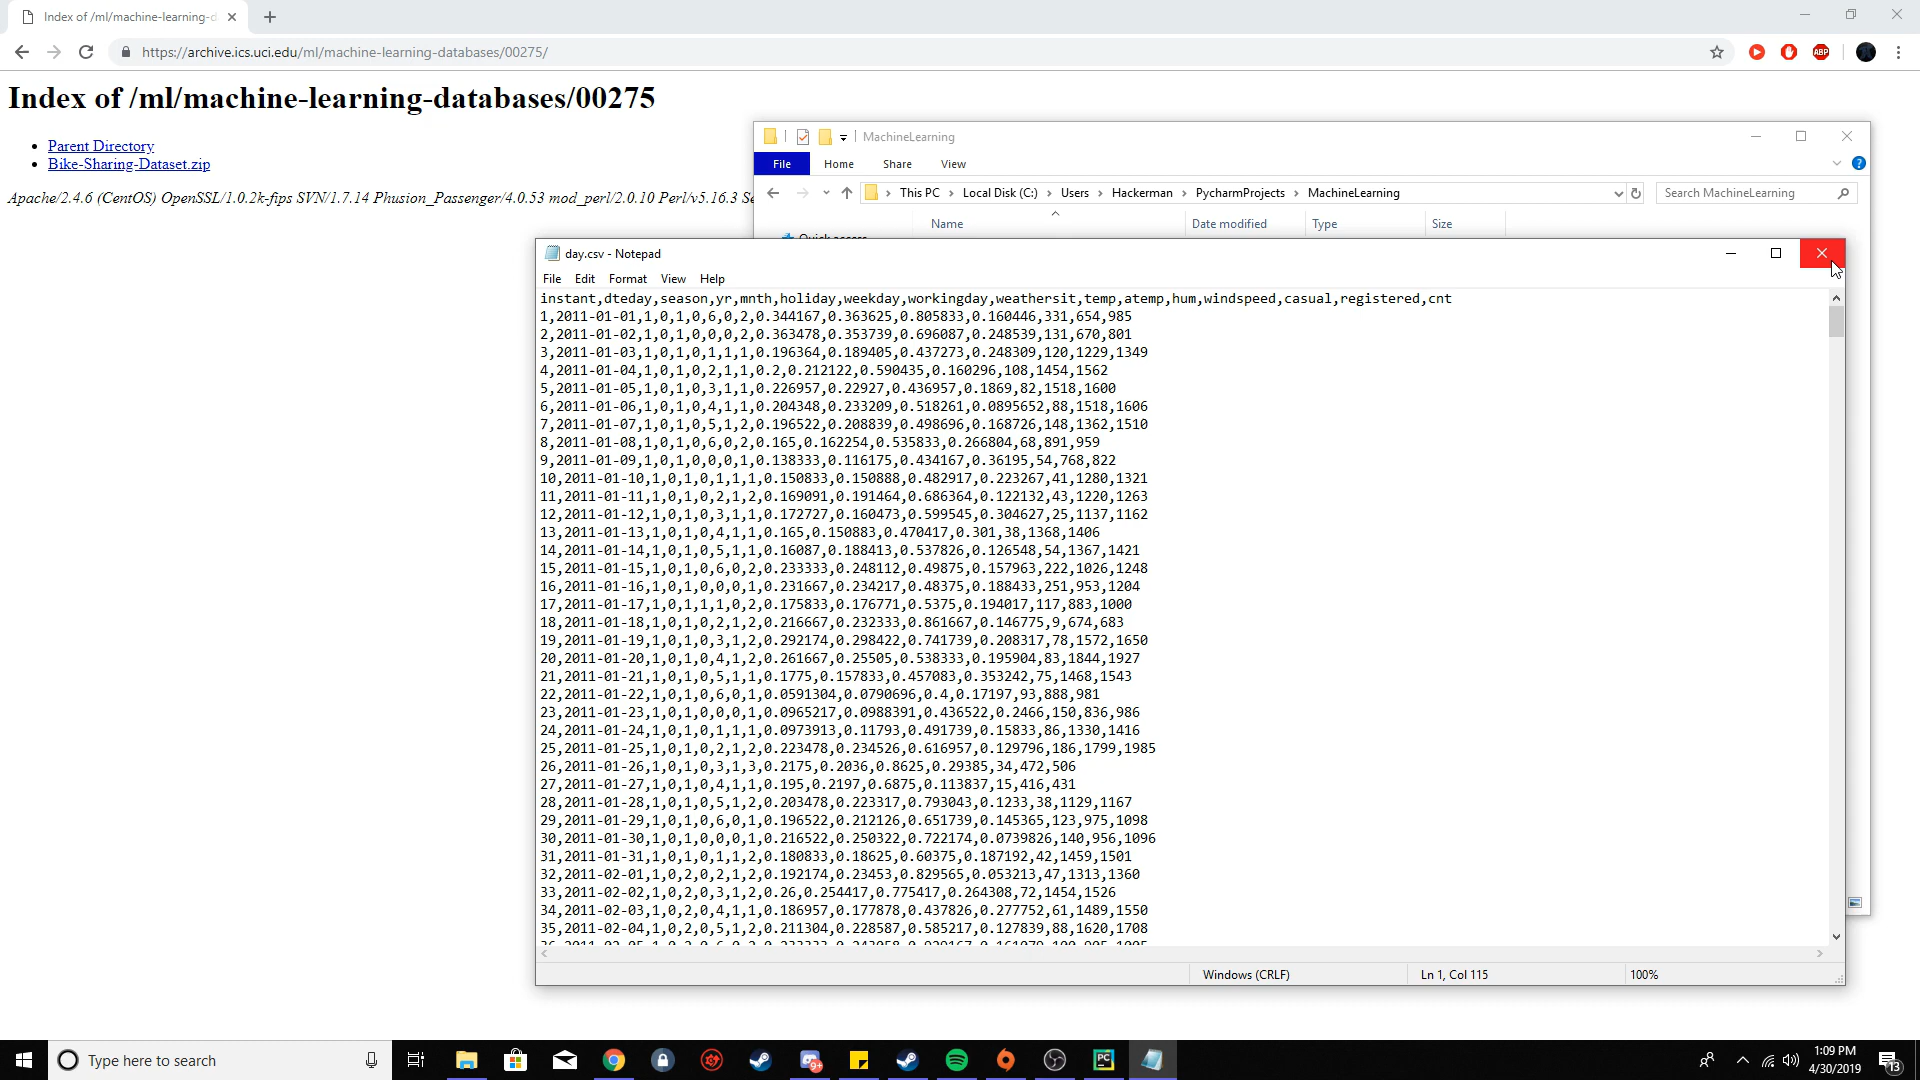 Index of /ml/machine-learning-d
https://archive.ics.uci.edu/ml/machine-learning-databases/00275/
ABP
Index of /ml/machine-learning-databases/00275
Parent Directory
Bike-Sharing-Dataset.zip
Apache/2.4.6 (CentOS) OpenSSL/1.0.2k-fips SVN/1.7.14 Phusion_Passenger/4.0.53 mod_perl/2.0.10 Perl/v5.16.3 Se
MachineLearning
File Home Share View
This PC > Local Disk (C:) > Users > Hackerman > PycharmProjects > MachineLearning
Search MachineLearning
Name Date modified Type Size
day.csv - Notepad
File Edit Format View Help
instant,dteday,season,yr,mnth,holiday,weekday,workingday,weathersit,temp,atemp,hum,windspeed,casual,registered,cnt
1,2011-01-01,1,0,1,0,6,0,2,0.344167,0.363625,0.805833,0.160446,331,654,985
2,2011-01-02,1,0,1,0,0,0,2,0.363478,0.353739,0.696087,0.248539,131,670,801
3,2011-01-03,1,0,1,0,1,1,1,0.196364,0.189405,0.437273,0.248309,120,1229,1349
4,2011-01-04,1,0,1,0,2,1,1,0.2,0.212122,0.590435,0.160296,108,1454,1562
5,2011-01-05,1,0,1,0,3,1,1,0.226957,0.22927,0.436957,0.1869,82,1518,1600
6,2011-01-06,1,0,1,0,4,1,1,0.204348,0.233209,0.518261,0.0895652,88,1518,1606
7,2011-01-07,1,0,1,0,5,1,2,0.196522,0.208839,0.498696,0.168726,148,1362,1510
8,2011-01-08,1,0,1,0,6,0,2,0.165,0.162254,0.535833,0.266804,68,891,959
9,2011-01-09,1,0,1,0,0,0,1,0.138333,0.116175,0.434167,0.36195,54,768,822
10,2011-01-10,1,0,1,0,1,1,1,0.150833,0.150888,0.482917,0.223267,41,1280,1321
11,2011-01-11,1,0,1,0,2,1,2,0.169091,0.191464,0.686364,0.122132,43,1220,1263
12,2011-01-12,1,0,1,0,3,1,1,0.172727,0.160473,0.599545,0.304627,25,1137,1162
13,2011-01-13,1,0,1,0,4,1,1,0.165,0.150883,0.470417,0.301,38,1368,1406
14,2011-01-14,1,0,1,0,5,1,1,0.16087,0.188413,0.537826,0.126548,54,1367,1421
15,2011-01-15,1,0,1,0,6,0,2,0.233333,0.248112,0.49875,0.157963,222,1026,1248
16,2011-01-16,1,0,1,0,0,0,1,0.231667,0.234217,0.48375,0.188433,251,953,1204
17,2011-01-17,1,0,1,1,1,0,2,0.175833,0.176771,0.5375,0.194017,117,883,1000
18,2011-01-18,1,0,1,0,2,1,2,0.216667,0.232333,0.861667,0.146775,9,674,683
19,2011-01-19,1,0,1,0,3,1,2,0.292174,0.298422,0.741739,0.208317,78,1572,1650
20,2011-01-20,1,0,1,0,4,1,2,0.261667,0.25505,0.538333,0.195904,83,1844,1927
21,2011-01-21,1,0,1,0,5,1,1,0.1775,0.157833,0.457083,0.353242,75,1468,1543
22,2011-01-22,1,0,1,0,6,0,1,0.0591304,0.0790696,0.4,0.17197,93,888,981
23,2011-01-23,1,0,1,0,0,0,1,0.0965217,0.0988391,0.436522,0.2466,150,836,986
24,2011-01-24,1,0,1,0,1,1,1,0.0973913,0.11793,0.491739,0.15833,86,1330,1416
25,2011-01-25,1,0,1,0,2,1,2,0.223478,0.234526,0.616957,0.129796,186,1799,1985
26,2011-01-26,1,0,1,0,3,1,3,0.2175,0.2036,0.8625,0.29385,34,472,506
27,2011-01-27,1,0,1,0,4,1,1,0.195,0.2197,0.6875,0.113837,15,416,431
28,2011-01-28,1,0,1,0,5,1,2,0.203478,0.223317,0.793043,0.1233,38,1129,1167
29,2011-01-29,1,0,1,0,6,0,1,0.196522,0.212126,0.651739,0.145365,123,975,1098
30,2011-01-30,1,0,1,0,0,0,1,0.216522,0.250322,0.722174,0.0739826,140,956,1096
31,2011-01-31,1,0,1,0,1,1,2,0.180833,0.18625,0.60375,0.187192,42,1459,1501
32,2011-02-01,1,0,2,0,2,1,2,0.192174,0.23453,0.829565,0.053213,47,1313,1360
33,2011-02-02,1,0,2,0,3,1,2,0.26,0.254417,0.775417,0.264308,72,1454,1526
34,2011-02-03,1,0,2,0,4,1,1,0.186957,0.177878,0.437826,0.277752,61,1489,1550
35,2011-02-04,1,0,2,0,5,1,2,0.211304,0.228587,0.585217,0.127839,88,1620,1708
Windows (CRLF) Ln 1, Col 115 100%
Type here to search
PC
9+
1:09 PM
4/30/2019
13